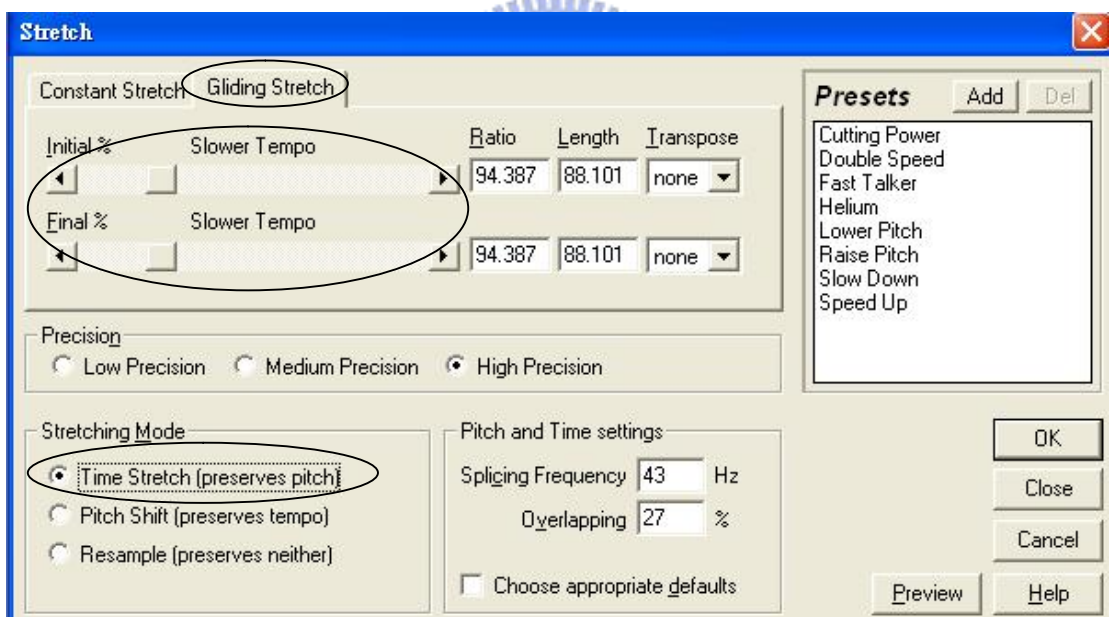 Stretch
Constant Stretch Gliding Stretch
Initial % Slower Tempo Ratio Length Transpose
94.387 88.101 none
Final % Slower Tempo
94.387 88.101 none
Precision
Low Precision Medium Precision High Precision
Stretching Mode
Time Stretch (preserves pitch)
Pitch Shift (preserves tempo)
Resample (preserves neither)
Pitch and Time settings
Splicing Frequency 43 Hz
Overlapping 27 %
Choose appropriate defaults
Presets Add Del
Cutting Power
Double Speed
Fast Talker
Helium
Lower Pitch
Raise Pitch
Slow Down
Speed Up
OK
Close
Cancel
Preview Help